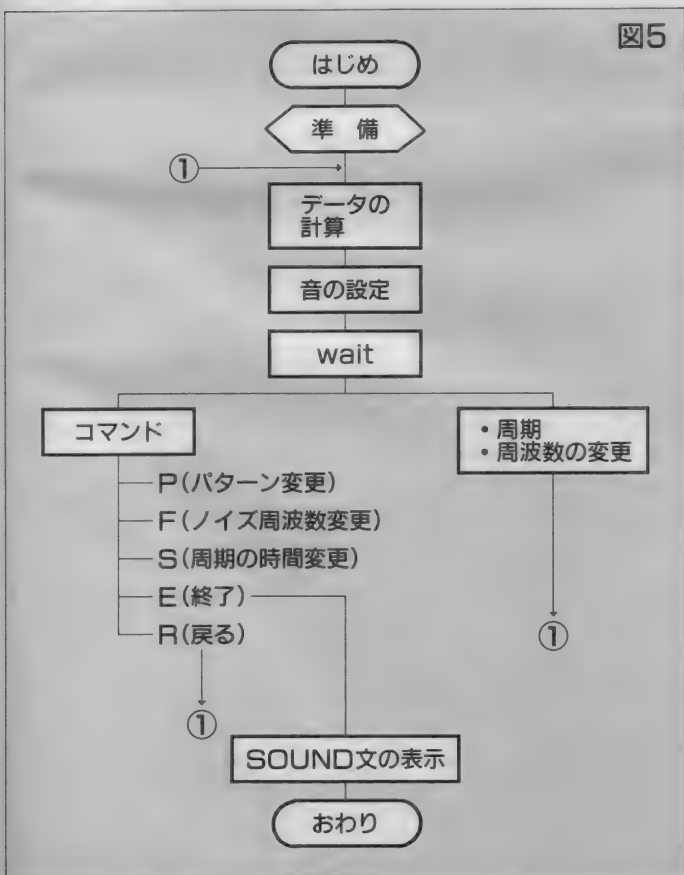 図5
はじめ
準 備
①
データの
計算
音の設定
wait
コマンド
・周期
・周波数の変更
P(パターン変更)
F(ノイズ周波数変更)
S(周期の時間変更)
E(終了)
R(戻る)
①
①
SOUND文の表示
おわり